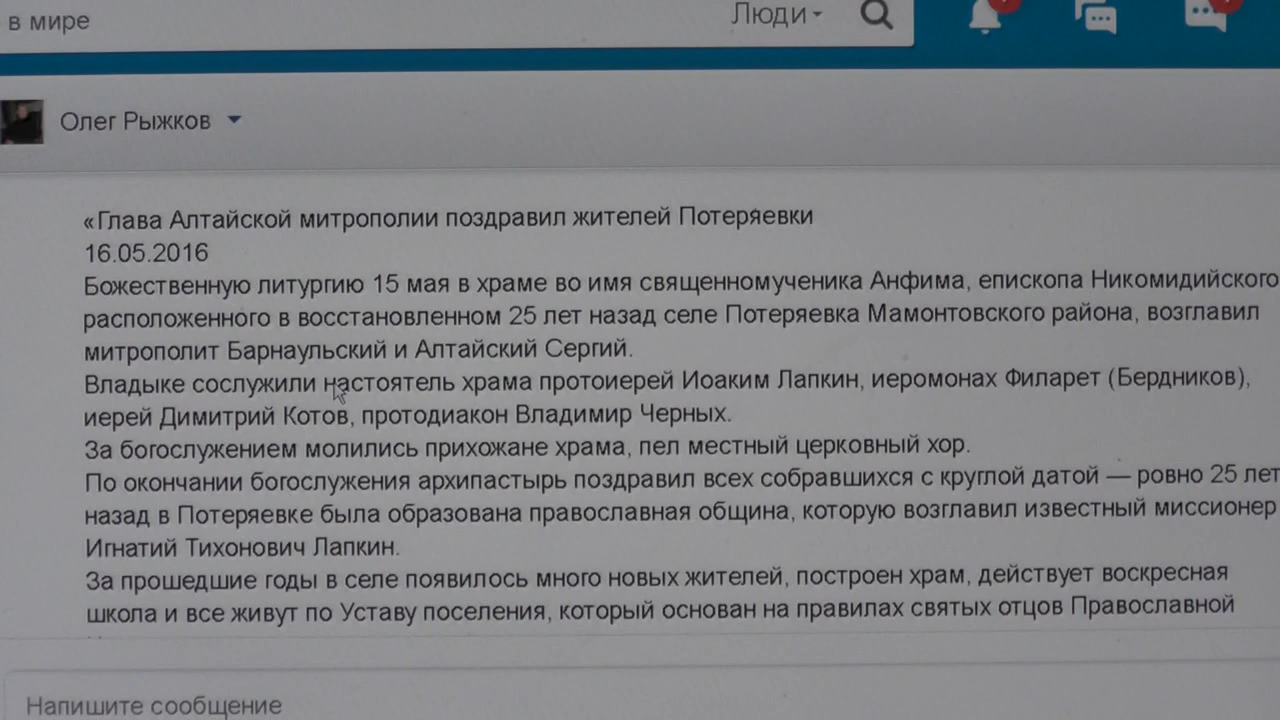 в мире
Люди
Олег Рыжков
«Глава Алтайской митрополии поздравил жителей Потеряевки
16.05.2016
Божественную литургию 15 мая в храме во имя священномученика Анфима, епископа Никомидийского
расположенного в восстановленном 25 лет назад селе Потеряевка Мамонтовского района, возглавил
митрополит Барнаульский и Алтайский Сергий.
Владыке сослужили настоятель храма протоиерей Иоаким Лапкин, иеромонах Филарет (Бердников),
иерей Димитрий Котов, протодиакон Владимир Черных.
За богослужением молились прихожане храма, пел местный церковный хор.
По окончании богослужения архипастырь поздравил всех собравшихся с круглой датой — ровно 25 лет
назад в Потеряевке была образована православная община, которую возглавил известный миссионер
Игнатий Тихонович Лапкин.
За прошедшие годы в селе появилось много новых жителей, построен храм, действует воскресная
школа и все живут по Уставу поселения, который основан на правилах святых отцов Православной
Напишите сообщение